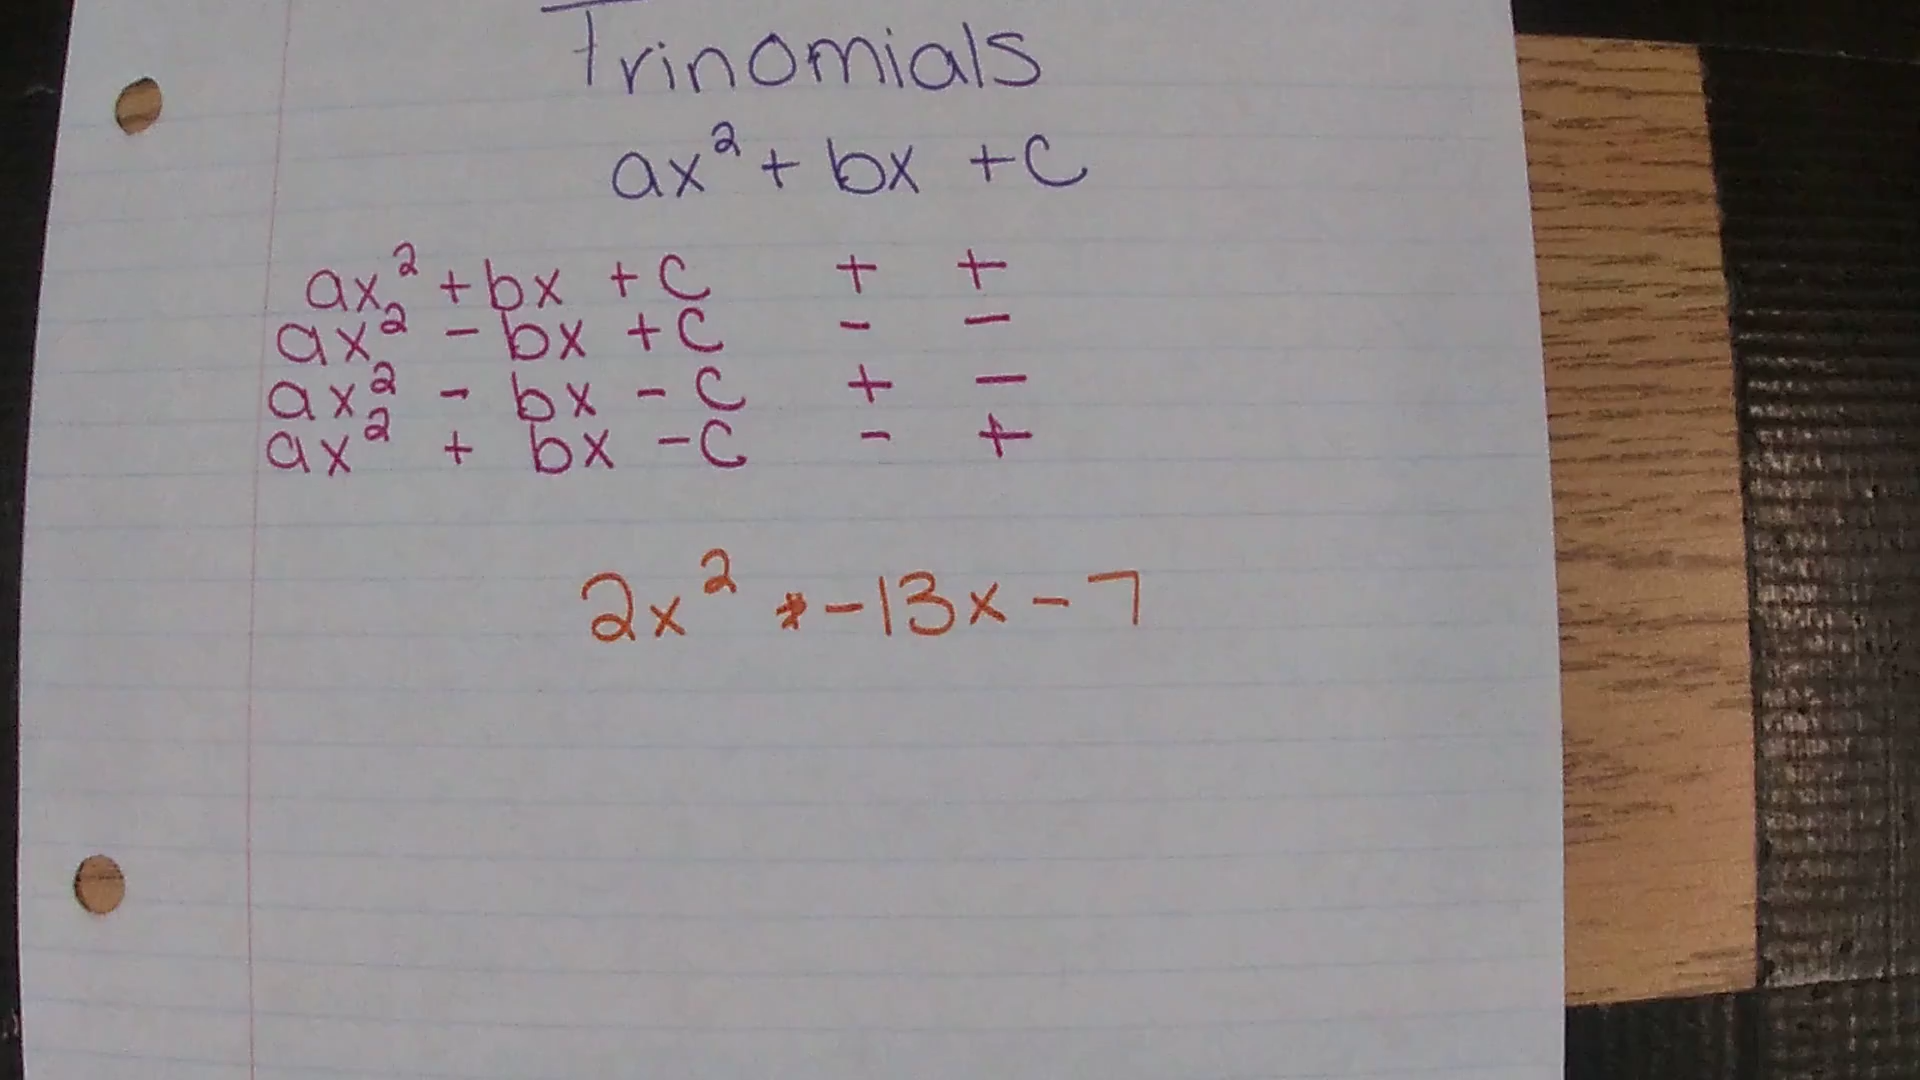 Trinomials
ax² + bx + c
ax² + bx + c + +
ax² - bx + c - -
ax² - bx - c + -
ax² + bx - c - +
2x² - 13x - 7